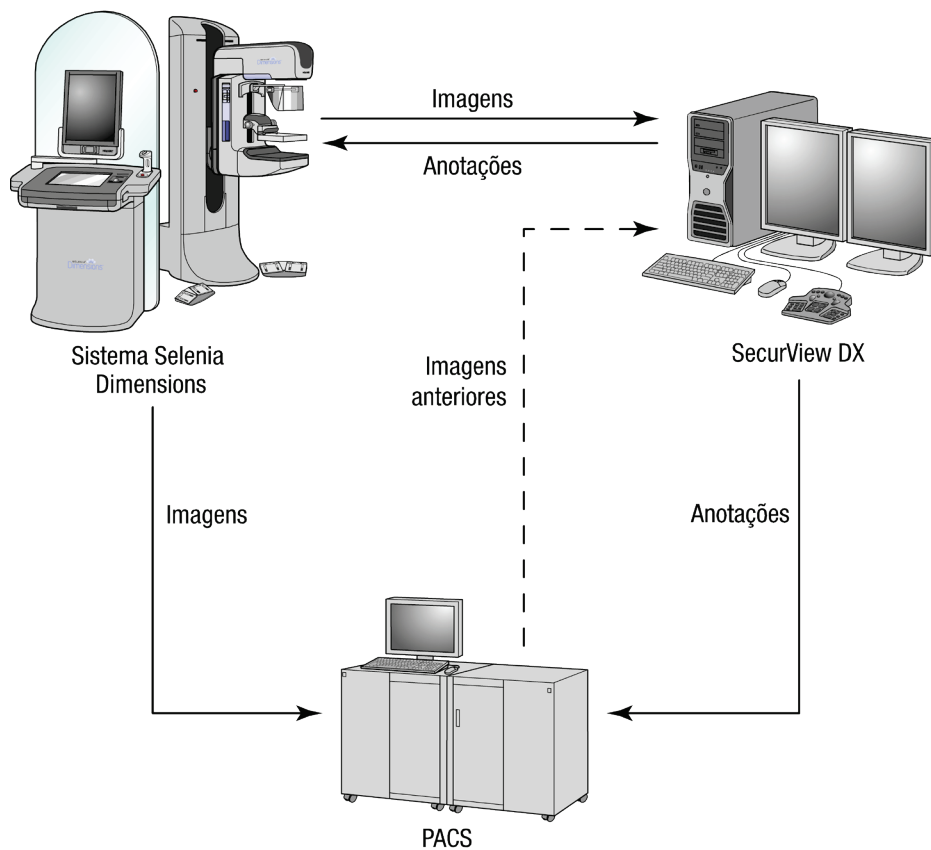 Imagens
Anotações
Imagens
anteriores
Sistema Selenia
Dimensions
SecurView DX
Imagens
Anotações
PACS